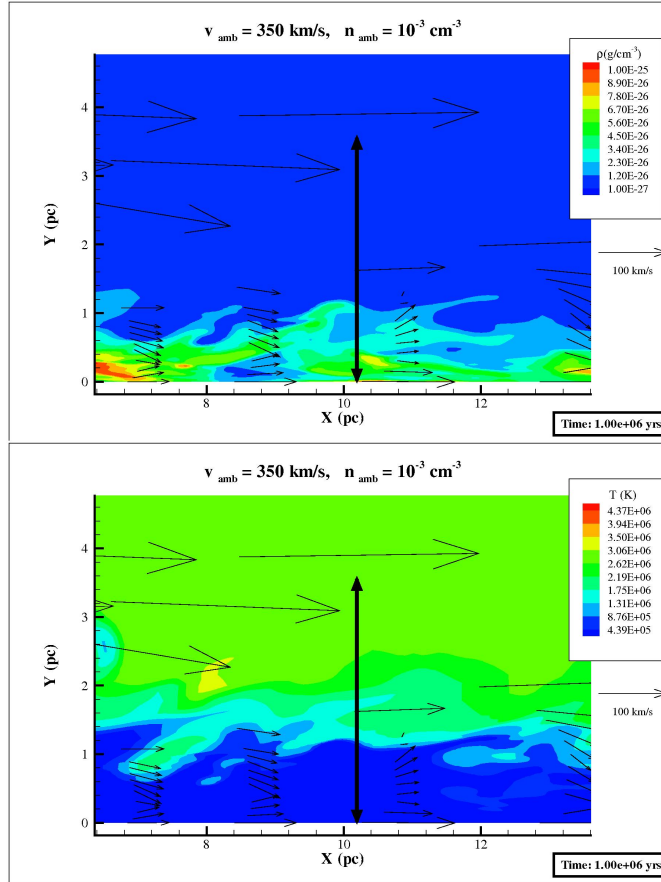 v amb = 350 km/s, n amb = 10-3 cm-3
ρ(g/cm-3)
1.00E-25
8.90E-26
7.80E-26
6.70E-26
5.60E-26
4.50E-26
3.40E-26
2.30E-26
1.20E-26
1.00E-27
100 km/s
4
3
2
1
0
Y (pc)
8
10
12
X (pc)
Time: 1.00e+06 yrs
v amb = 350 km/s, n amb = 10-3 cm-3
T (K)
4.37E+06
3.94E+06
3.50E+06
3.06E+06
2.62E+06
2.19E+06
1.75E+06
1.31E+06
8.76E+05
4.39E+05
100 km/s
4
3
2
1
0
Y (pc)
8
10
12
X (pc)
Time: 1.00e+06 yrs